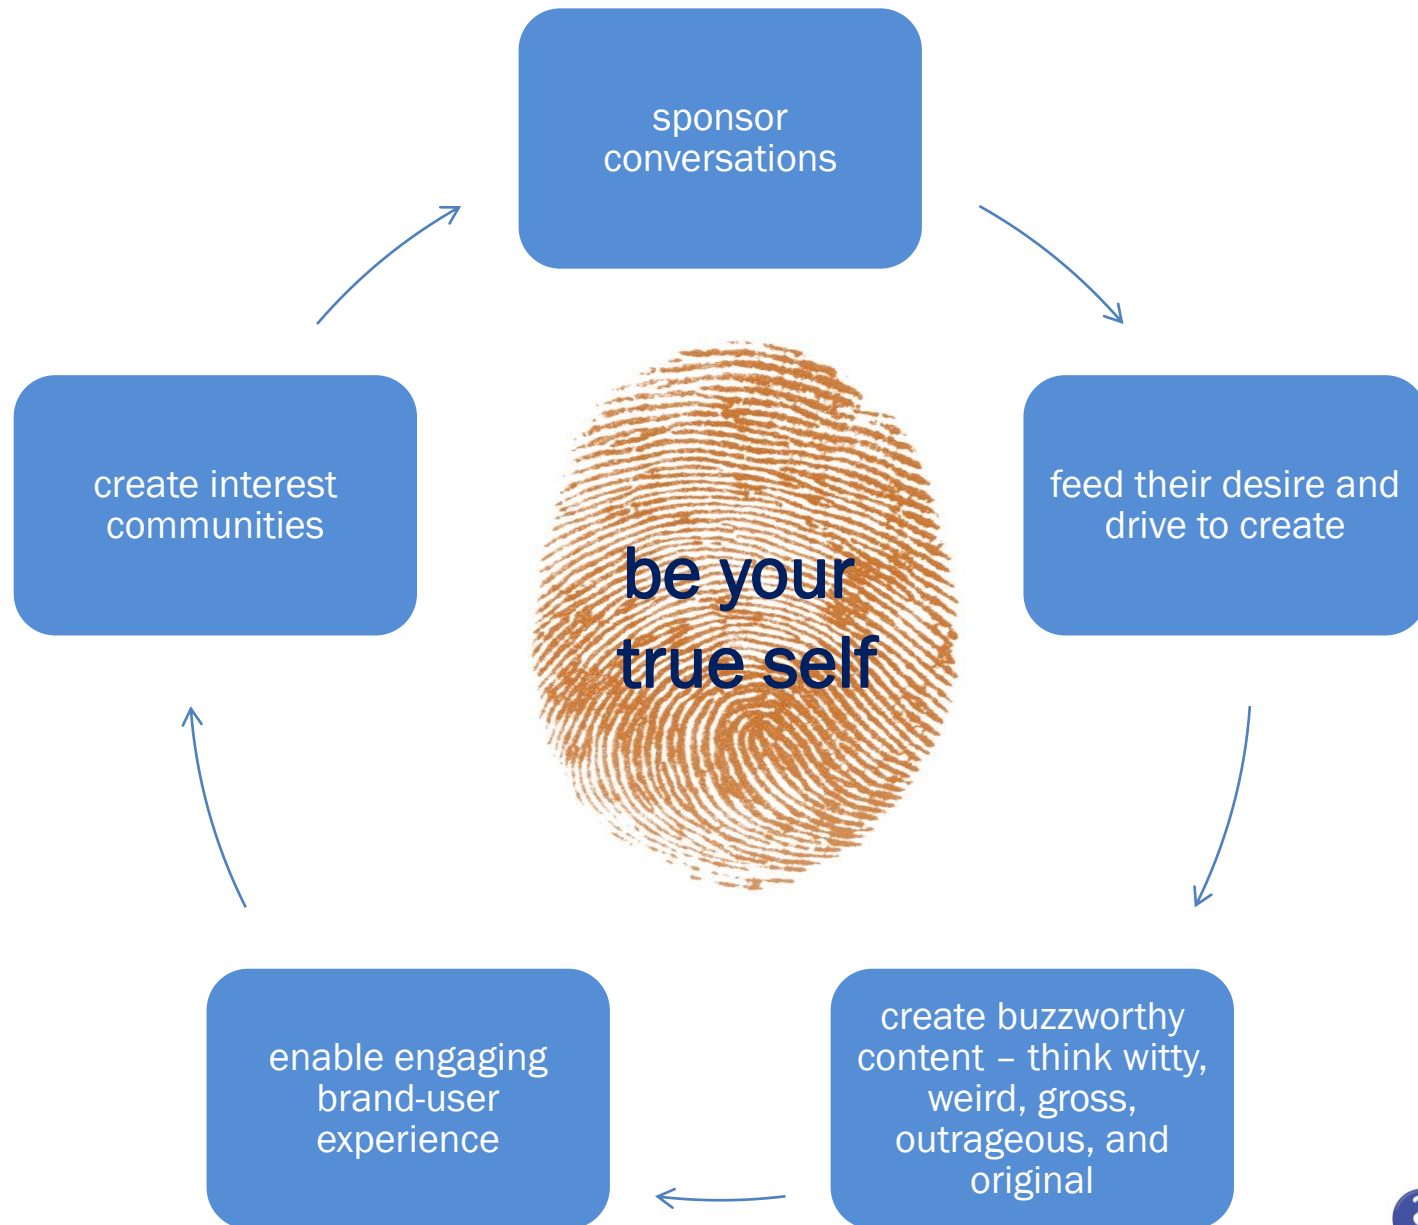 sponsor
conversations
feed their desire and
drive to create
create buzzworthy
content – think witty,
weird, gross,
outrageous, and
original
enable engaging
brand-user
experience
create interest
communities
be your
true self